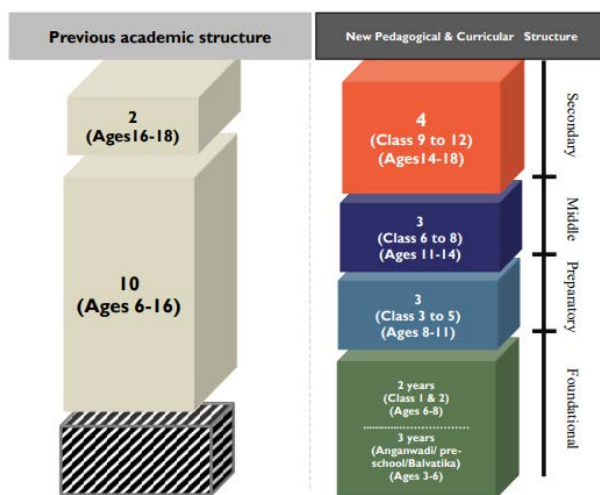 Previous academic structure
New Pedagogical & Curricular Structure
2
(Ages16-18)
10
(Ages 6-16)
4
(Class 9 to 12)
(Ages14-18)
3
(Class 6 to 8)
(Ages 11-14)
3
(Class 3 to 5)
(Ages 8-11)
2 years
(Class 1 & 2)
(Ages 6-8)
3 years
(Anganwadi/ pre-
school/Balvatika)
(Ages 3-6)
Secondary
Middle
Preparatory
Foundational